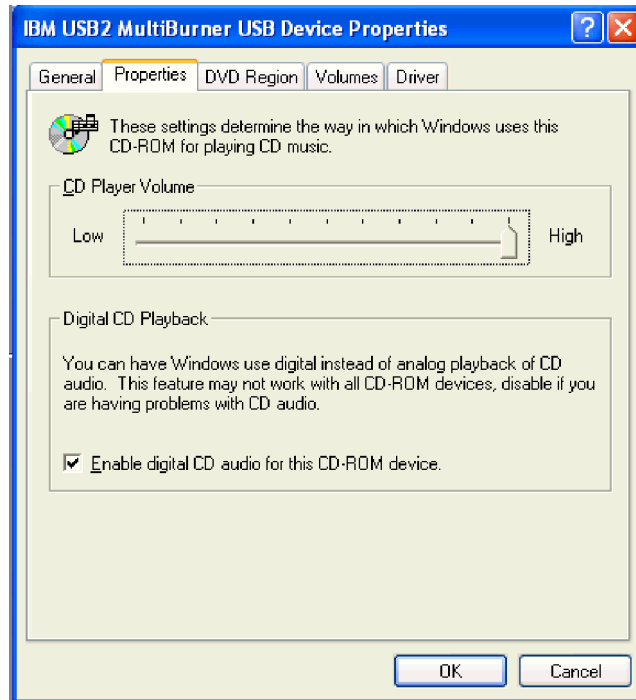 IBM USB2 MultiBurner USB Device Properties
General Properties DVD Region Volumes Driver
These settings determine the way in which Windows uses this
CD-ROM for playing CD music.
CD Player Volume
Low High
Digital CD Playback
You can have Windows use digital instead of analog playback of CD
audio. This feature may not work with all CD-ROM devices, disable if you
are having problems with CD audio.
Enable digital CD audio for this CD-ROM device.
OK Cancel